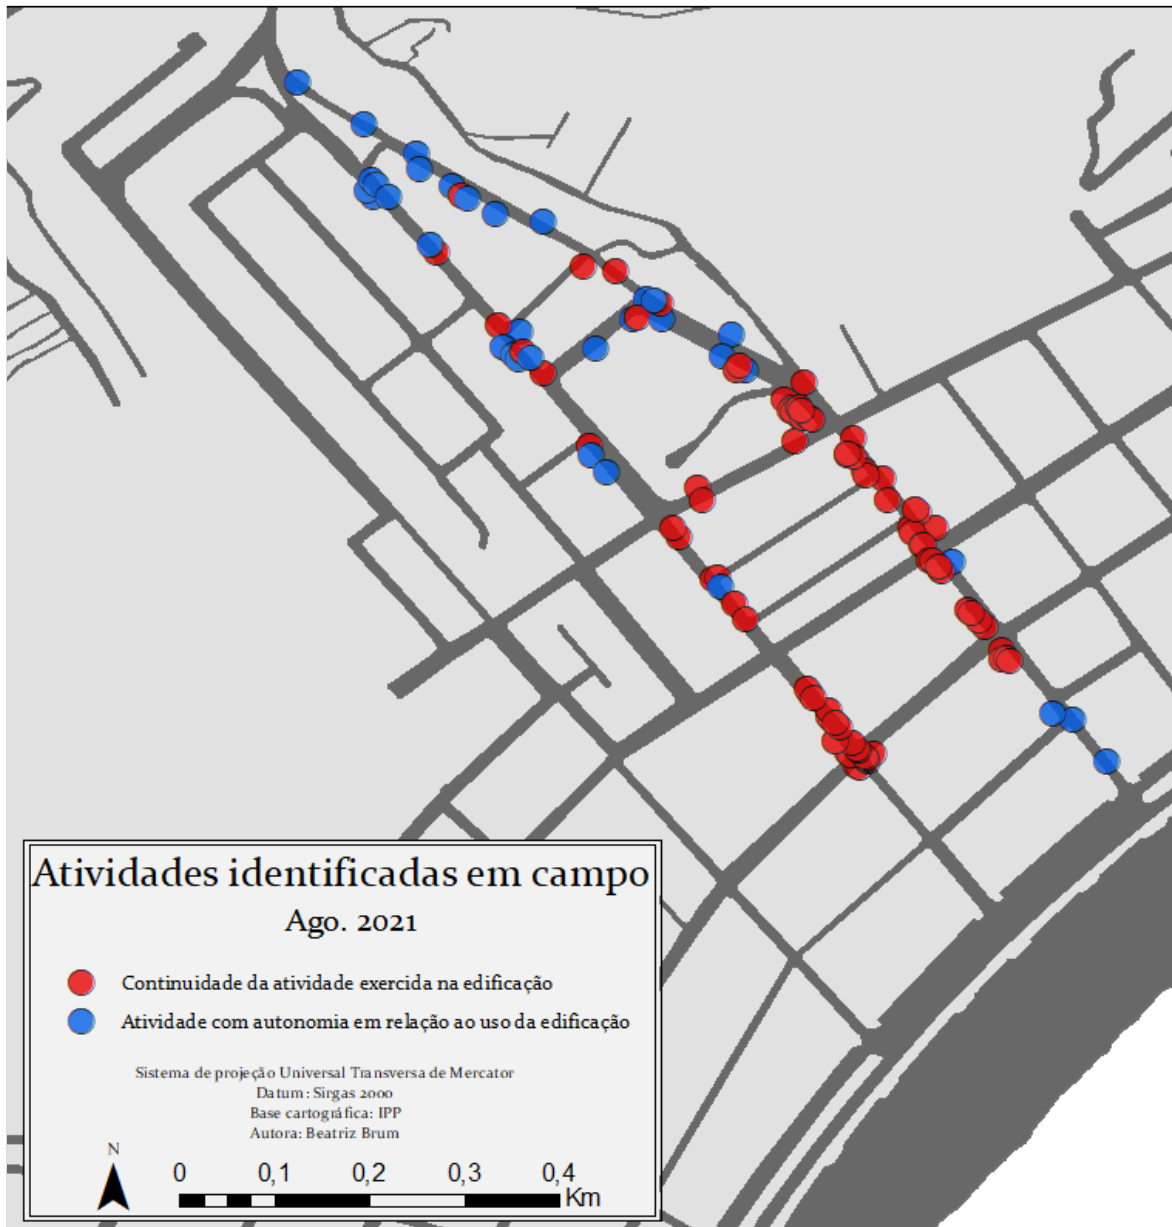 Atividades identificadas em campo
Ago. 2021
Continuidade da atividade exercida na edificação
Atividade com autonomia em relação ao uso da edificação
Sistema de projeção Universal Transversa de Mercator
Datum: Sirgas 2000
Base cartográfica: IPP
Autora: Beatriz Brum
N
0 0,1 0,2 0,3 0,4
Km